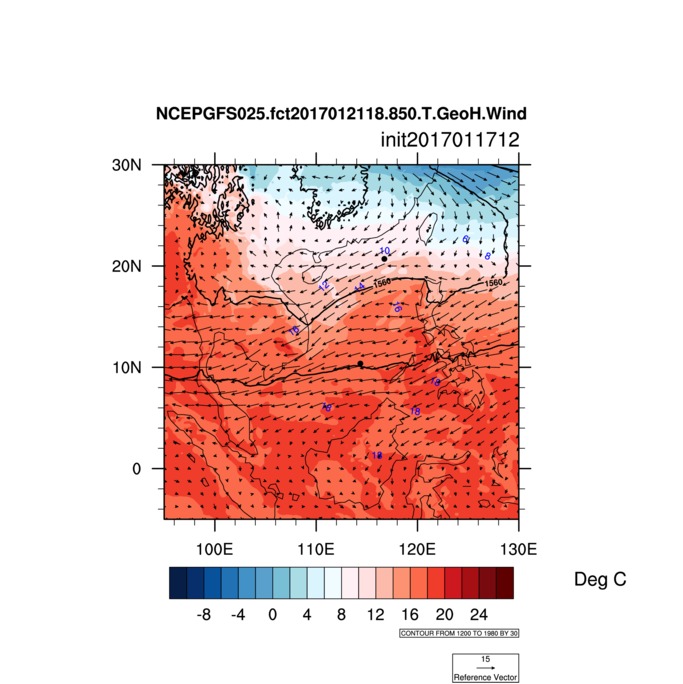 NCEPGFS025.fct2017012118.850.T.GeoH.Wind
init2017011712
30N
20N
10N
0
6
8
10
12
14
1560
1560
16
16
18
18
18
18
100E
110E
120E
130E
-8
-4
0
4
8
12
16
20
24
Deg C
CONTOUR FROM 1200 TO 1980 BY 30
15
Reference Vector